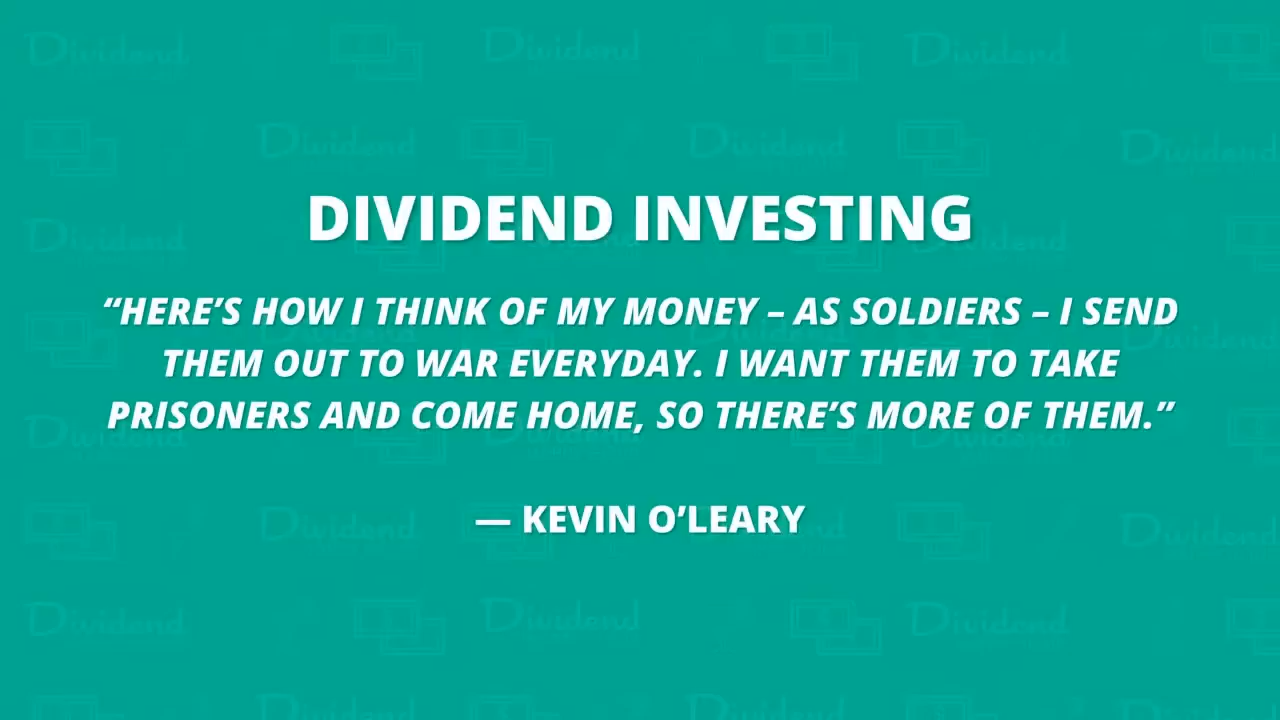 DIVIDEND INVESTING
“HERE’S HOW I THINK OF MY MONEY – AS SOLDIERS – I SEND
THEM OUT TO WAR EVERYDAY. I WANT THEM TO TAKE
PRISONERS AND COME HOME, SO THERE’S MORE OF THEM.”
— KEVIN O’LEARY